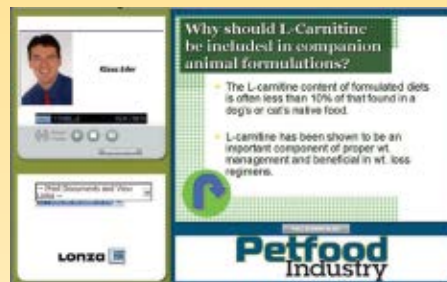 Klaus Eder
Why should L-Carnitine
be included in companion
animal formulations?
The L-carnitine content of formulated diets
is often less than 10% of that found in a
dog's or cat's native food.
L-carnitine has been shown to be an
important component of proper wt.
management and beneficial in wt. loss
regimens.
-- Print Documents and View
Links --
Lonza
Petfood
Industry